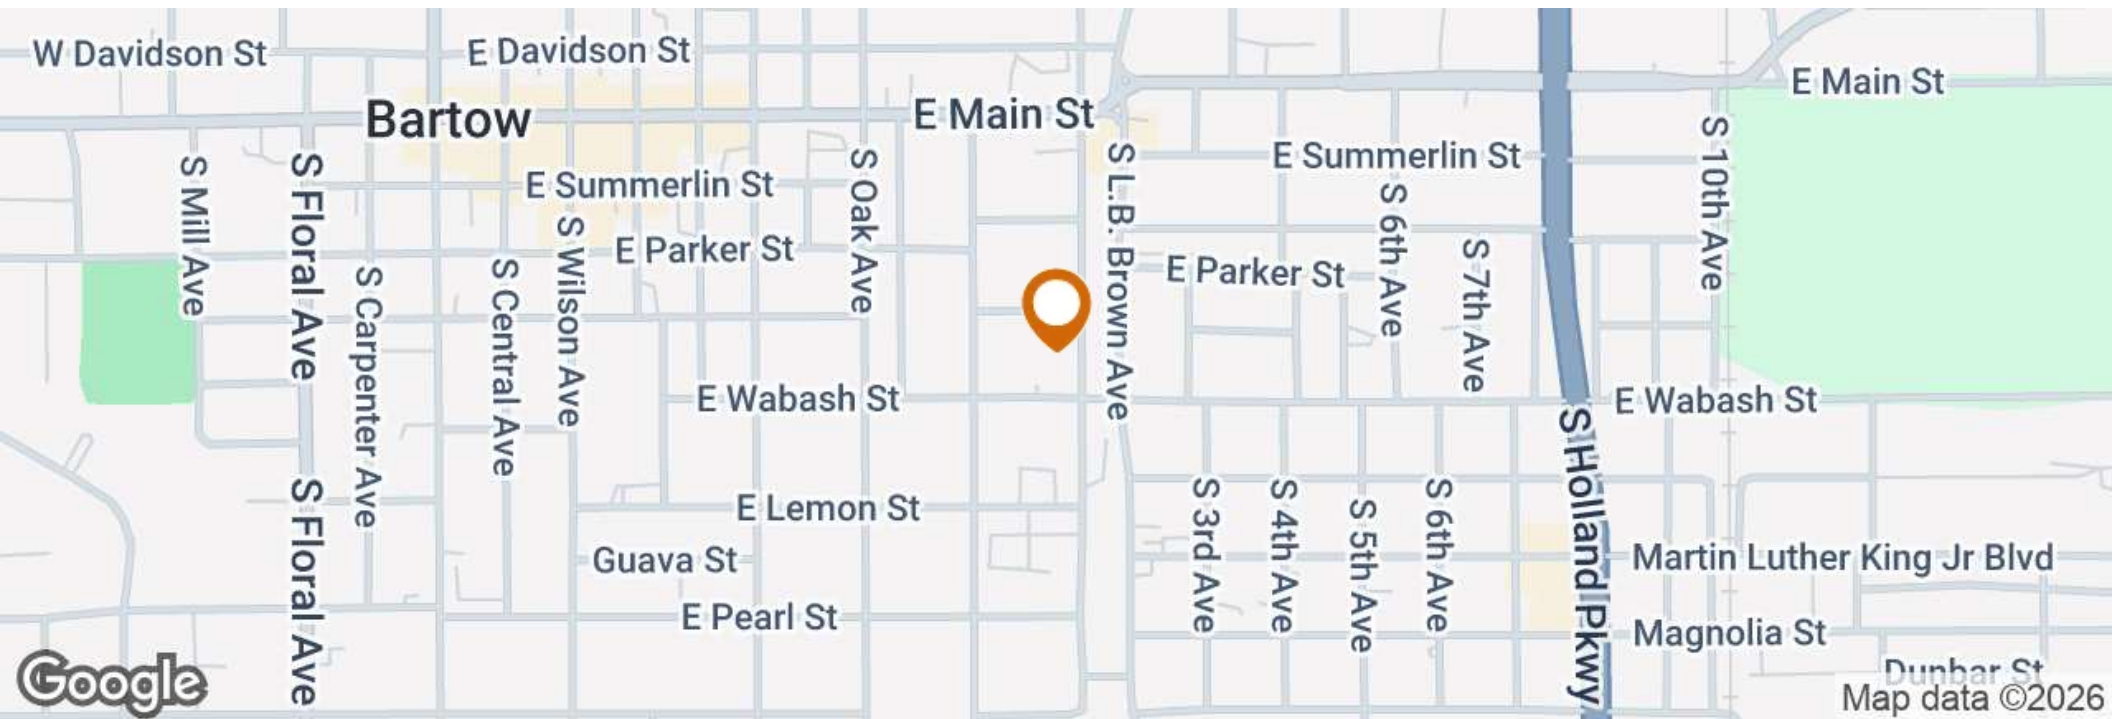 W Davidson St
E Davidson St
E Main St
Bartow
E Main St
S Mill Ave
S Floral Ave
E Summerlin St
S Oak Ave
S L.B. Brown Ave
E Summerlin St
S 10th Ave
S Carpenter Ave
S Central Ave
S Wilson Ave
E Parker St
E Parker St
S 6th Ave
S 7th Ave
E Wabash St
E Wabash St
S Holland Pkwy
S Floral Ave
E Lemon St
S 3rd Ave
S 4th Ave
S 5th Ave
S 6th Ave
Guava St
Martin Luther King Jr Blvd
E Pearl St
Magnolia St
Dunbar St
Google
Map data ©2026